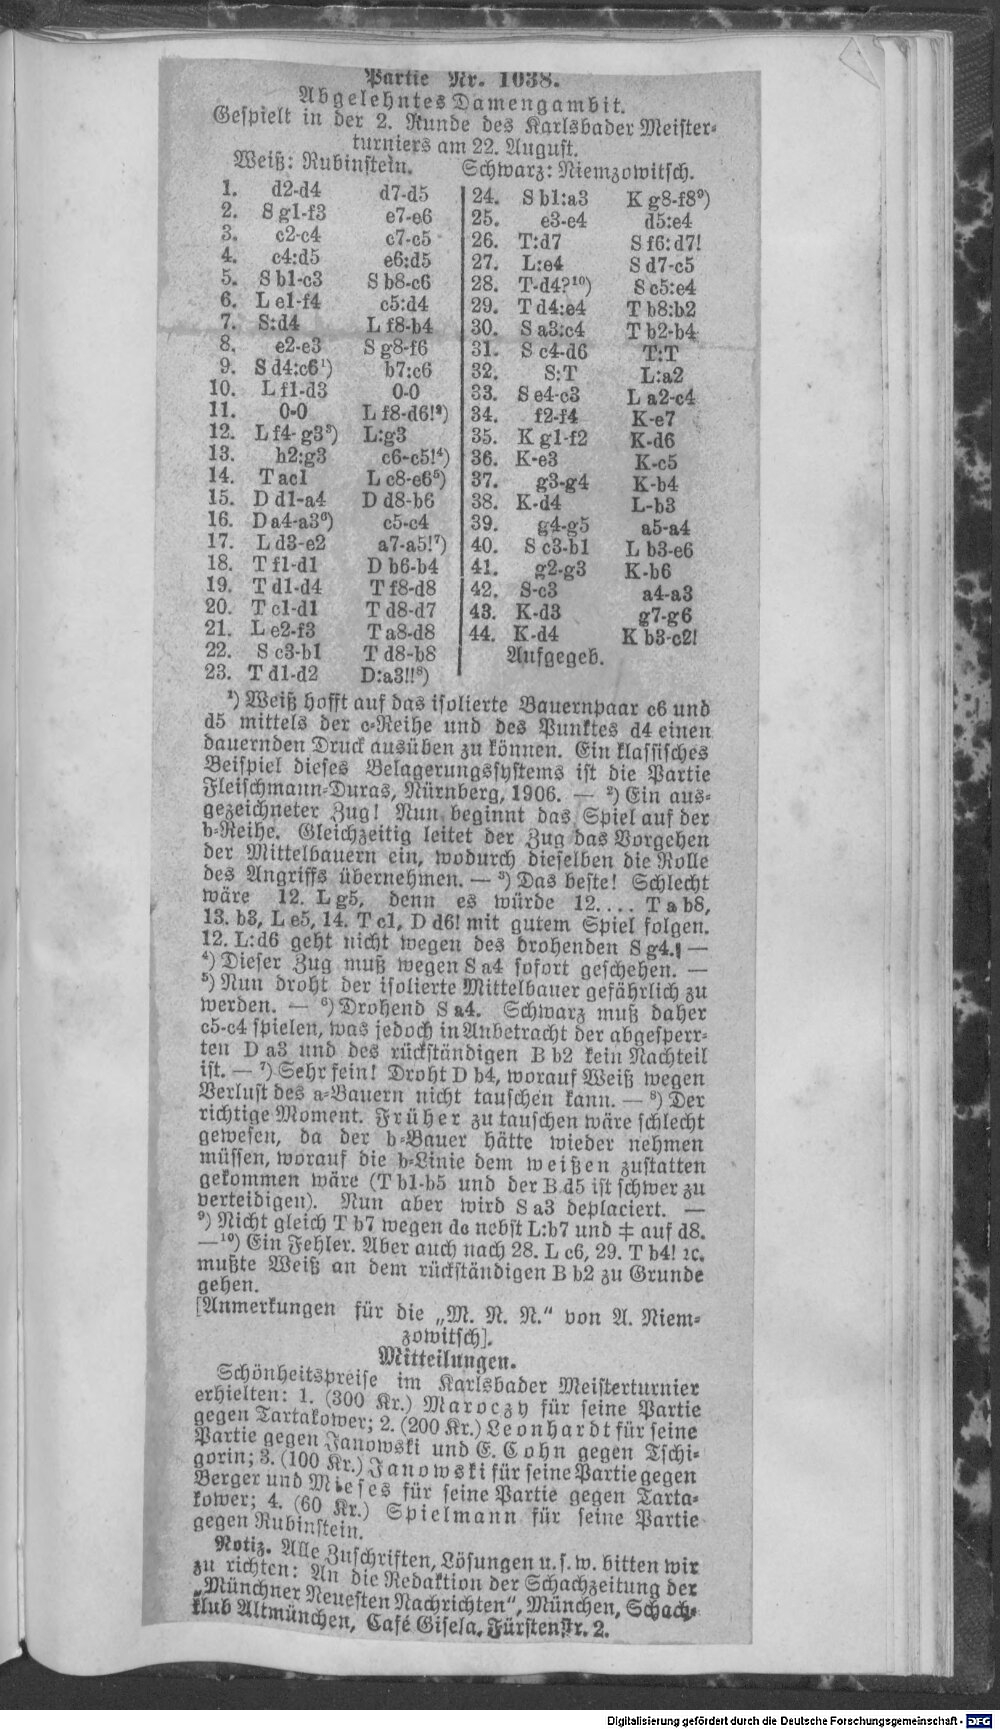 Partie Nr. 1038.
Abgelehntes Damengambit.
Gespielt in der 2. Runde des Karlsbader Meister-
turniers am 22. August.
Weiß: Rubinstein. Schwarz: Niemzowitsch.
1. d2-d4 d7-d5
2. S g1-f3 e7-e6
3. c2-c4 c7-c5
4. c4:d5 e6:d5
5. S b1-c3 S b8-c6
6. L c1-f4 c5:d4
7. S:d4 L f8-b4
8. e2-e3 S g8-f6
9. S d4:c6¹) b7:c6
10. L f1-d3 0-0
11. 0-0 L f8-d6!²)
12. L f4-g3³) L:g3
13. h2:g3 c6-c5!⁴)
14. T ac1 L c8-e6⁵)
15. D d1-a4 D d8-b6
16. D a4-a3⁶) c5-c4
17. L d3-e2 a7-a5!⁷)
18. T f1-d1 D b6-b4
19. T d1-d4 T f8-d8
20. T c1-d1 T d8-d7
21. L e2-f3 T a8-d8
22. S c3-b1 T d8-b8
23. T d1-d2 D:a3!!⁸)
24. S b1:a3 K g8-f8⁹)
25. e3-e4 d5:e4
26. T:d7 S f6:d7!
27. L:e4 S d7-c5
28. T-d4?¹⁰) S c5:e4
29. T d4:e4 T b8:b2
30. S a3:c4 T b2-b4
31. S c4-d6 T:T
32. S:T L:a2
33. S e4-c3 L a2-c4
34. f2-f4 K-e7
35. K g1-f2 K-d6
36. K-e3 K-c5
37. g3-g4 K-b4
38. K-d4 L-b3
39. g4-g5 a5-a4
40. S c3-b1 L b3-e6
41. g2-g3 K-b6
42. S-c3 a4-a3
43. K-d3 g7-g6
44. K-d4 K b3-c2!
Aufgegeb.
¹) Weiß hofft auf das isolierte Bauernpaar c6 und
d5 mittels der c-Reihe und des Punktes d4 einen
dauernden Druck ausüben zu können. Ein klassisches
Beispiel dieses Belagerungssystems ist die Partie
Fleischmann-Duras, Nürnberg, 1906. — ²) Ein aus-
gezeichneter Zug! Nun beginnt das Spiel auf der
b-Reihe. Gleichzeitig leitet der Zug das Vorgehen
der Mittelbauern ein, wodurch dieselben die Rolle
des Angriffs übernehmen. — ³) Das beste! Schlecht
wäre 12. L g5, denn es würde 12.... T a b8,
13. b3, L e5, 14. T c1, D d6! mit gutem Spiel folgen.
12. L:d6 geht nicht wegen des drohenden S g4.! —
⁴) Dieser Zug muß wegen S a4 sofort geschehen. —
⁵) Nun droht der isolierte Mittelbauer gefährlich zu
werden. — ⁶) Drohend S a4. Schwarz muß daher
c5-c4 spielen, was jedoch in Anbetracht der abgesperr-
ten D a3 und des rückständigen B b2 kein Nachteil
ist. — ⁷) Sehr fein! Droht D b4, worauf Weiß wegen
Verlust des a-Bauern nicht tauschen kann. — ⁸) Der
richtige Moment. Früher zu tauschen wäre schlecht
gewesen, da der b-Bauer hätte wieder nehmen
müssen, worauf die b-Linie dem weißen zustatten
gekommen wäre (T b1-b5 und der B d5 ist schwer zu
verteidigen). Nun aber wird S a3 deplaciert. —
⁹) Nicht gleich T b7 wegen de nebst L:b7 und ‡ auf d8.
— ¹⁰) Ein Fehler. Aber auch nach 28. L c6, 29. T b4! ꝛc.
mußte Weiß an dem rückständigen B b2 zu Grunde
gehen.
[Anmerkungen für die „M. N. N.“ von A. Niem-
zowitsch].
Mitteilungen.
Schönheitspreise im Karlsbader Meisterturnier
erhielten: 1. (300 Kr.) Maroczy für seine Partie
gegen Tartakower; 2. (200 Kr.) Leonhardt für seine
Partie gegen Janowski und E. Cohn gegen Tschi-
gorin; 3. (100 Kr.) Janowski für seine Partie gegen
Berger und Mieses für seine Partie gegen Tarta-
kower; 4. (60 Kr.) Spielmann für seine Partie
gegen Rubinstein.
Notiz. Alle Zuschriften, Lösungen u. s. w. bitten wir
zu richten: An die Redaktion der Schachzeitung der
„Münchner Neuesten Nachrichten“, München, Schach-
klub Altmünchen, Café Gisela, Fürstenstr. 2.
Digitalisierung gefördert durch die Deutsche Forschungsgemeinschaft - DFG